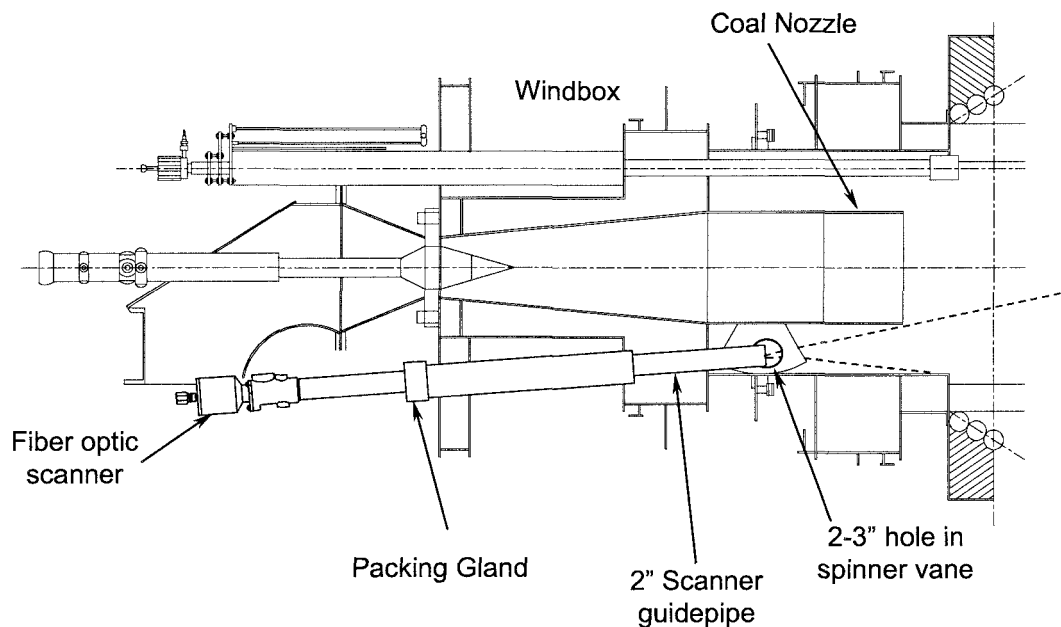 Coal Nozzle
Windbox
Fiber optic
scanner
Packing Gland
2” Scanner
guidepipe
2-3” hole in
spinner vane